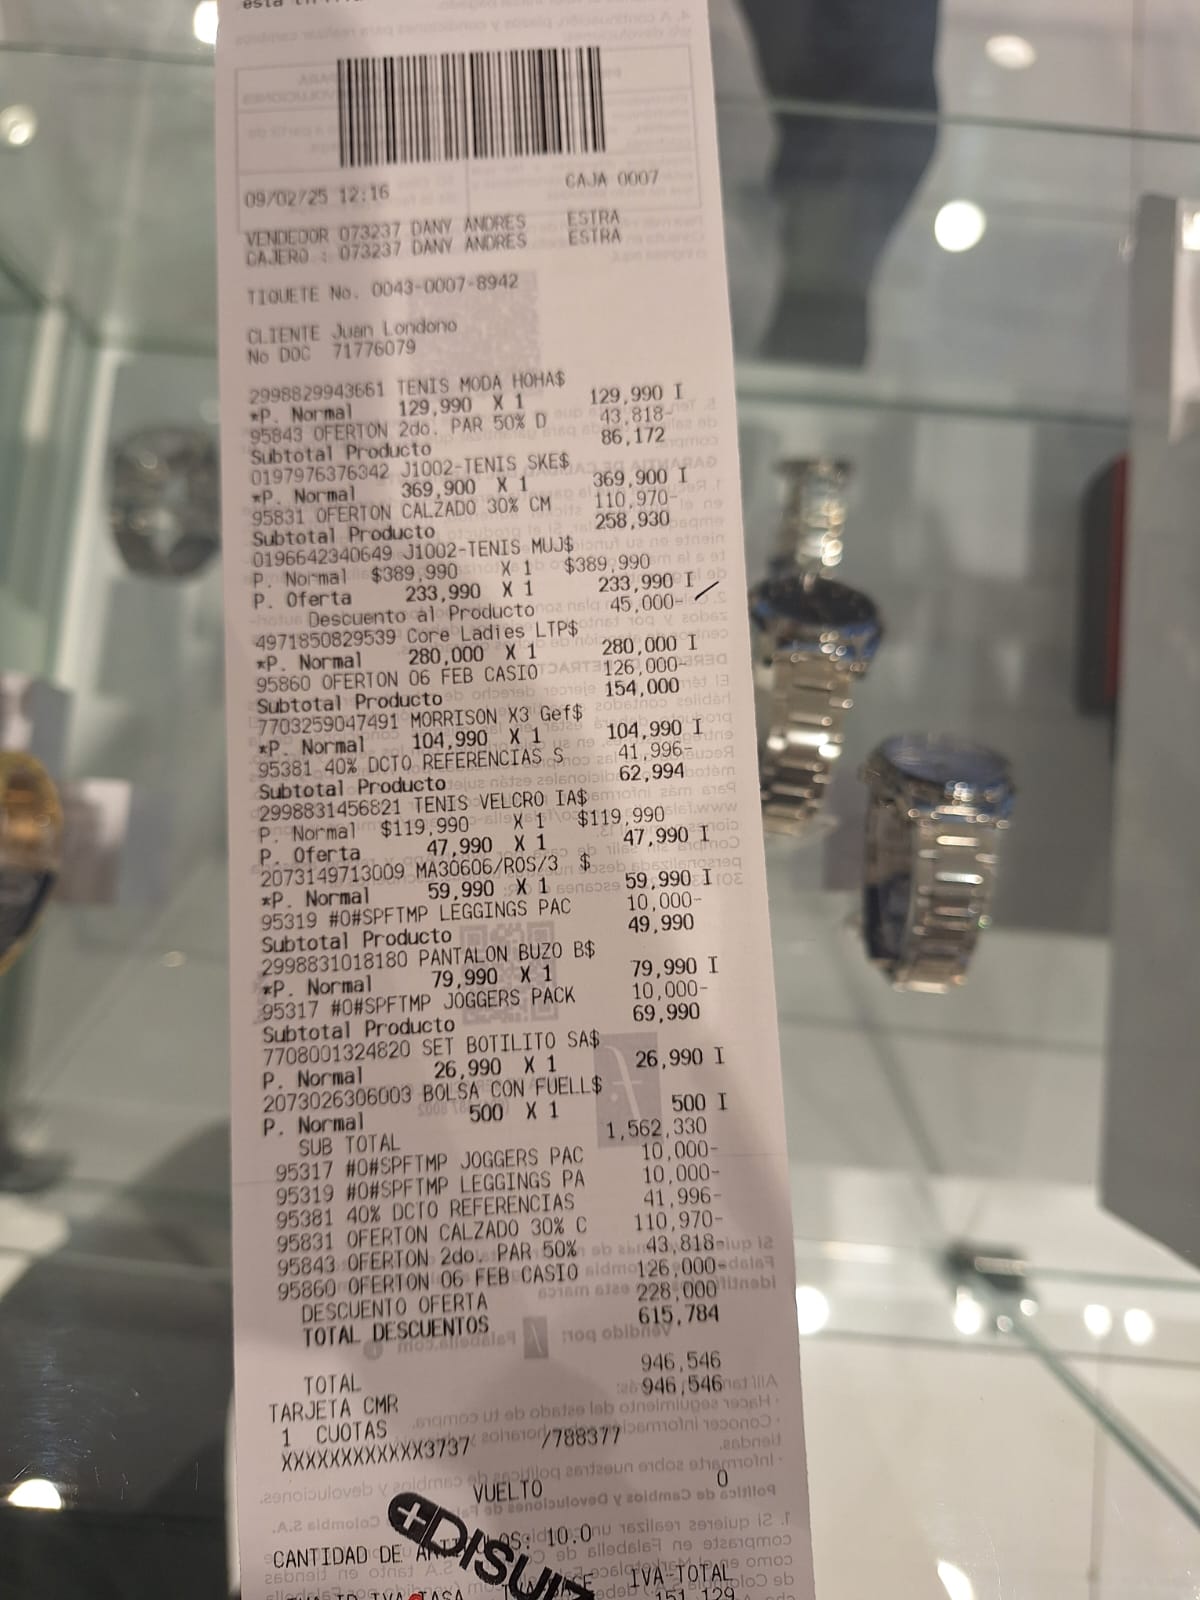 09/02/25 12:16 CAJA 0007
VENDEDOR 073237 DANY ANDRES ESTRA
CAJERO : 073237 DANY ANDRES ESTRA
TIQUETE No. 0043-0007-8942
CLIENTE Juan Londono
No DOC 71776079
2998829943661 TENIS MODA HOHA$
*P. Normal 129,990 X 1 129,990 I
95843 OFERTON 2do. PAR 50% D 43,818-
Subtotal Producto 86,172
0197976376342 J1002-TENIS SKE$
*P. Normal 369,900 X 1 369,900 I
95831 OFERTON CALZADO 30% CM 110,970-
Subtotal Producto 258,930
0196642340649 J1002-TENIS MUJ$
P. Normal $389,990 X 1 $389,990
P. Oferta 233,990 X 1 233,990 I
Descuento al Producto 45,000-
4971850829539 Core Ladies LTP$
*P. Normal 280,000 X 1 280,000 I
95860 OFERTON 06 FEB CASIO 126,000-
Subtotal Producto 154,000
7703259047491 MORRISON X3 Gef$
*P. Normal 104,990 X 1 104,990 I
95381 40% DCTO REFERENCIAS S 41,996-
Subtotal Producto 62,994
2998831456821 TENIS VELCRO IA$
P. Normal $119,990 X 1 $119,990
P. Oferta 47,990 X 1 47,990 I
2073149713009 MA30606/ROS/3 $
*P. Normal 59,990 X 1 59,990 I
95319 #0#SPFTMP LEGGINGS PAC 10,000-
Subtotal Producto 49,990
2998831018180 PANTALON BUZO B$
*P. Normal 79,990 X 1 79,990 I
95317 #0#SPFTMP JOGGERS PACK 10,000-
Subtotal Producto 69,990
7708001324820 SET BOTILITO SA$
P. Normal 26,990 X 1 26,990 I
2073026306003 BOLSA CON FUELL$
P. Normal 500 X 1 500 I
SUB TOTAL 1,562,330
95317 #0#SPFTMP JOGGERS PAC 10,000-
95319 #0#SPFTMP LEGGINGS PA 10,000-
95381 40% DCTO REFERENCIAS 41,996-
95831 OFERTON CALZADO 30% C 110,970-
95843 OFERTON 2do. PAR 50% 43,818-
95860 OFERTON 06 FEB CASIO 126,000-
DESCUENTO OFERTA 228,000
TOTAL DESCUENTOS 615,784
TOTAL 946,546
TARJETA CMR 946,546
1 CUOTAS
XXXXXXXXXXXX3737 /788377
VUELTO 0
CANTIDAD DE 10.0
+DISUI
IVA-TOTAL